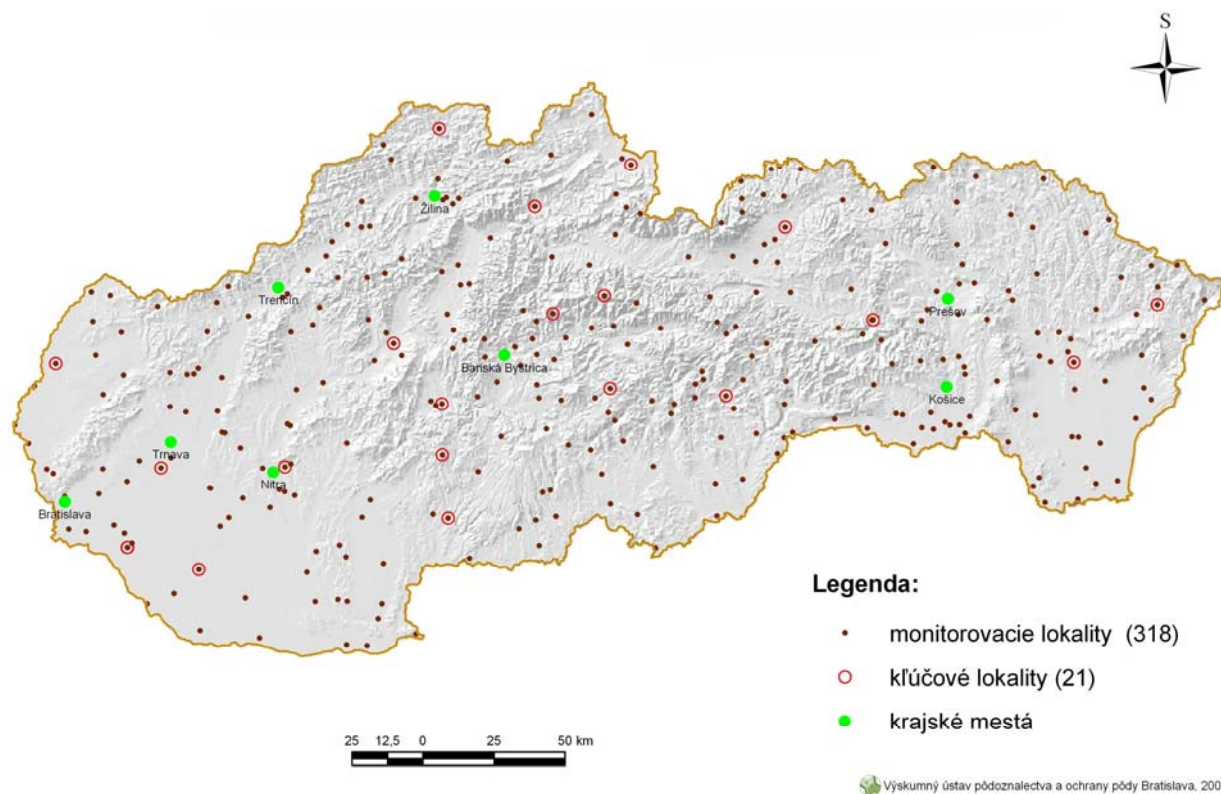 S
Žilina
Trenčín
Prešov
Banská Bystrica
Košice
Trnava
Nitra
Bratislava
Legenda:
monitorovacie lokality (318)
kľúčové lokality (21)
krajské mestá
25 12,5 0 25 50 km
Výskumný ústav pôdoznalectva a ochrany pôdy Bratislava, 200